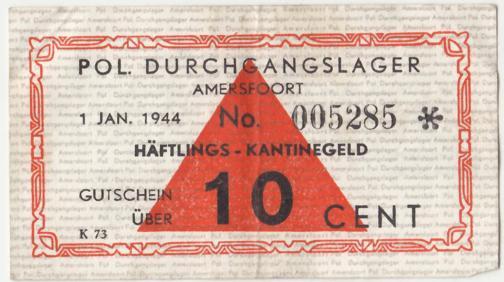 POL. DURCHGANGSLAGER
AMERSFOORT
1 JAN. 1944 No. 005285 *
HÄFTLINGS - KANTINEGELD
GUTSCHEIN
ÜBER 10 CENT
K 73